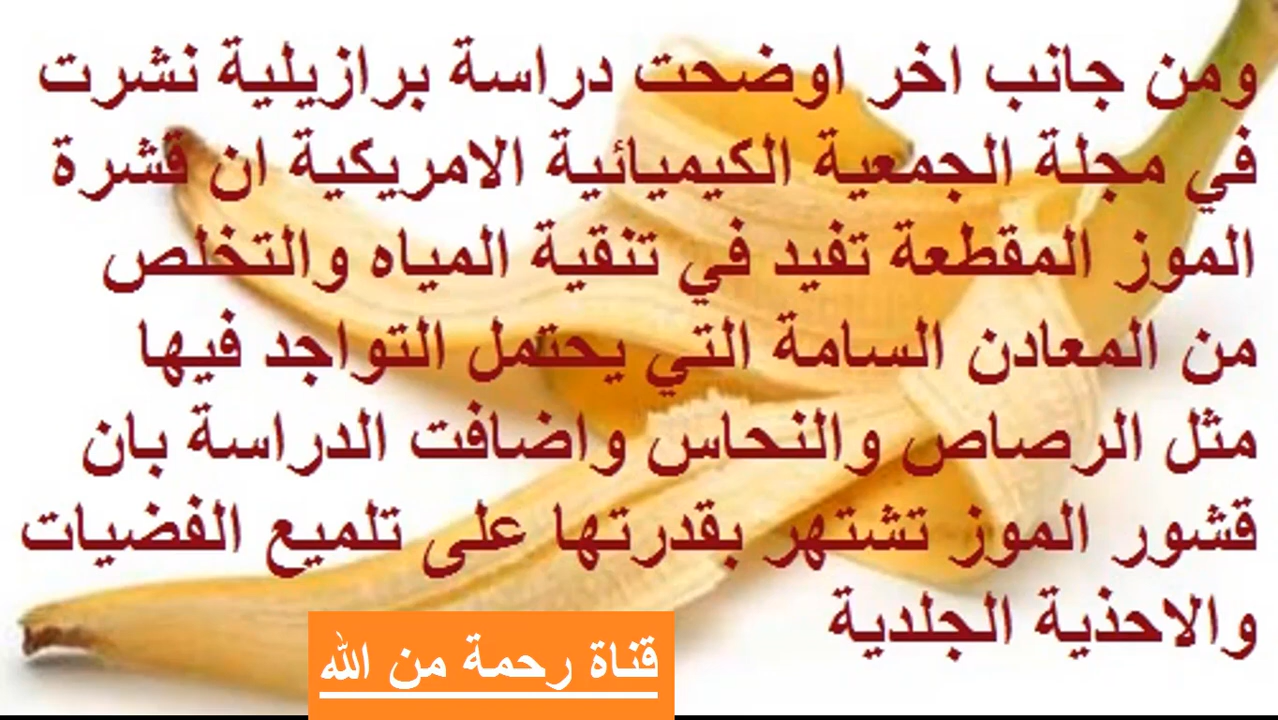 ومن جانب اخر اوضحت دراسة برازيلية نشرت
في مجلة الجمعية الكيميائية الامريكية ان قشرة
الموز المقطعة تفيد في تنقية المياه والتخلص
من المعادن السامة التي يحتمل التواجد فيها
مثل الرصاص والنحاس واضافت الدراسة بان
قشور الموز تشتهر بقدرتها على تلميع الفضيات
والاحذية الجلدية
قناة رحمة من الله